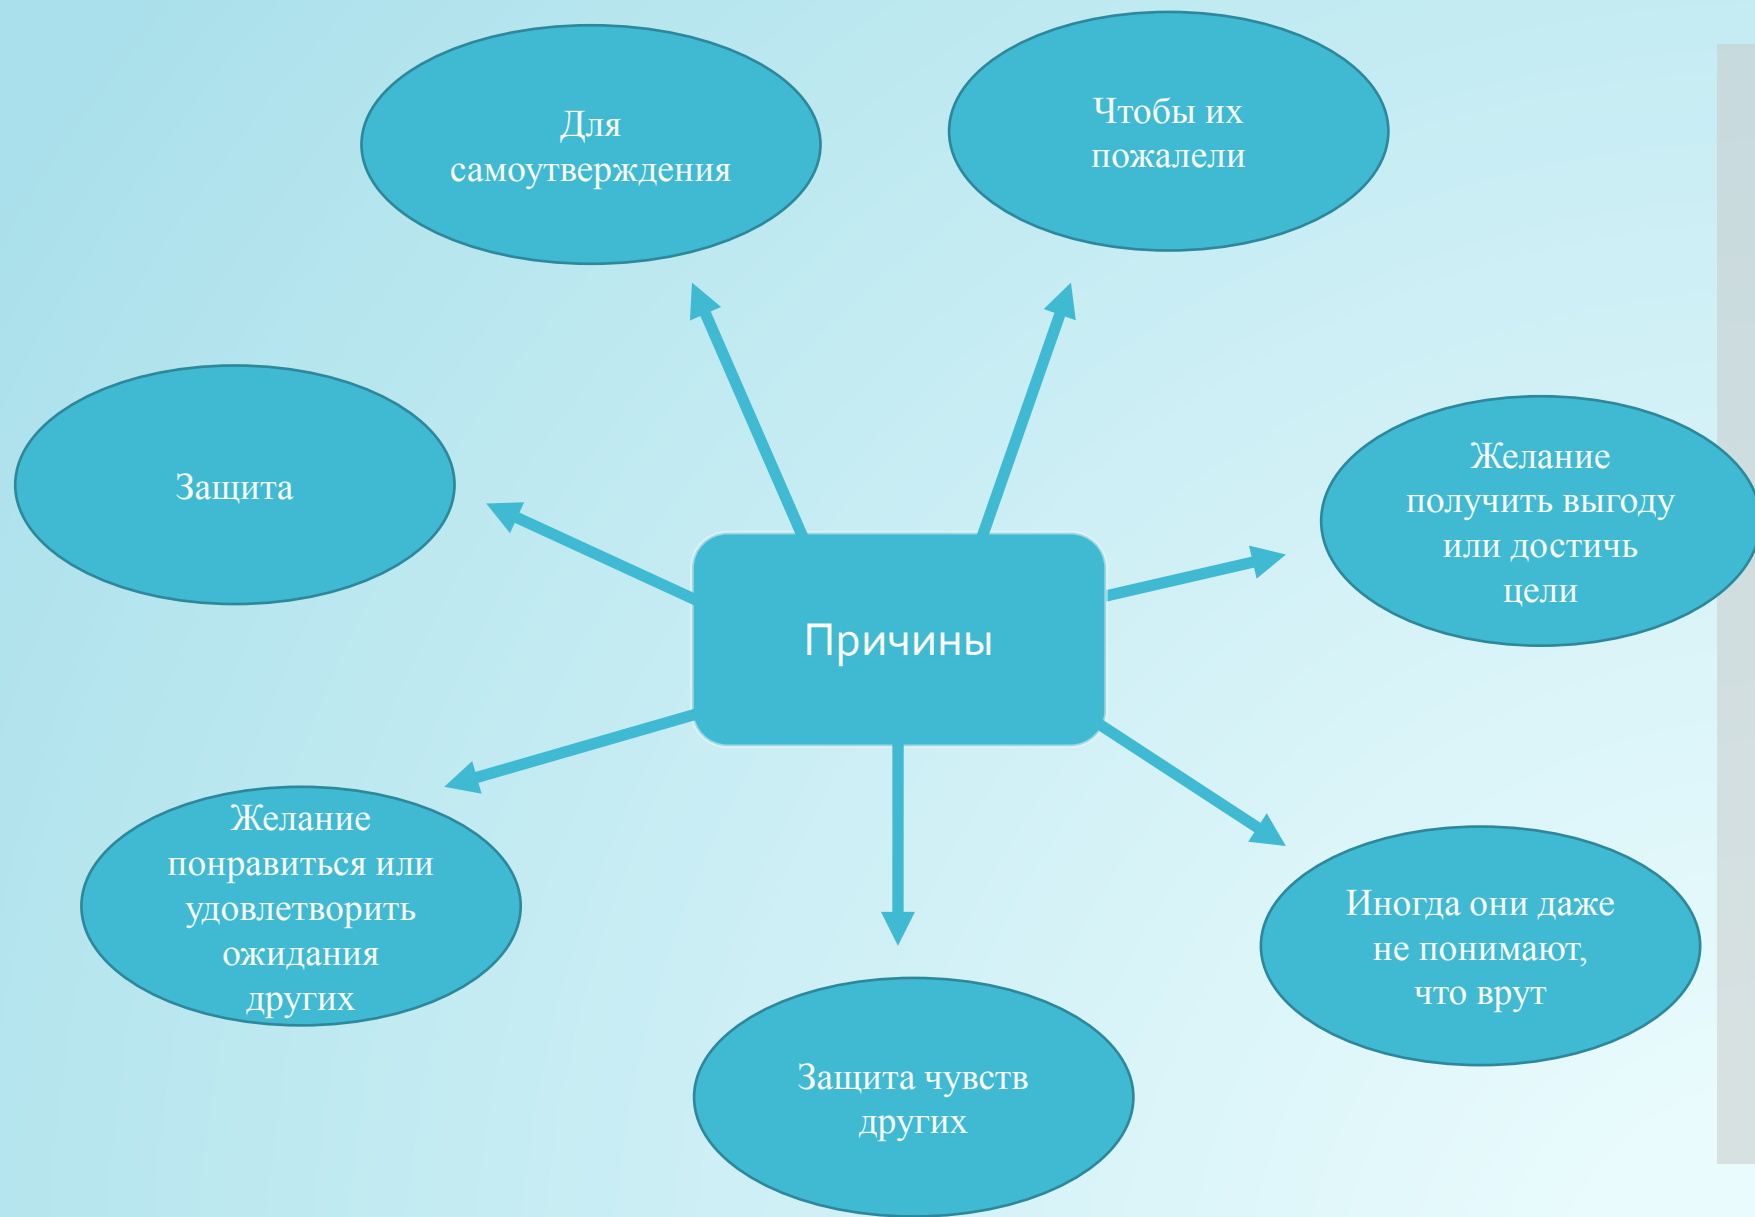 Для
самоутверждения
Чтобы их
пожалели
Защита
Желание
получить выгоду
или достичь
цели
Причины
Желание
понравиться или
удовлетворить
ожидания
других
Иногда они даже
не понимают,
что врут
Защита чувств
других